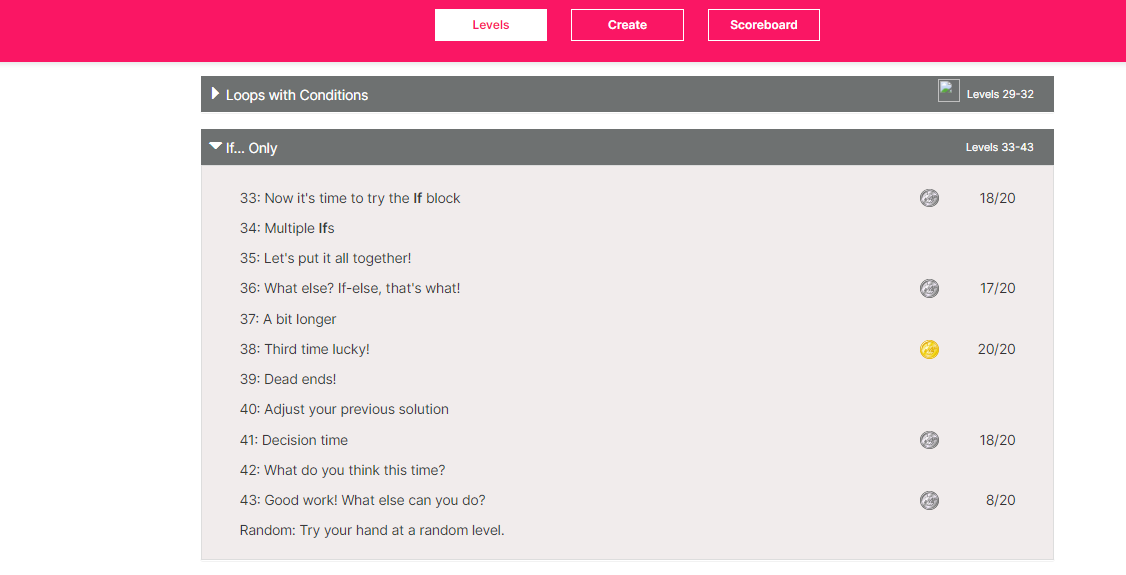 Levels Create Scoreboard
Loops with Conditions Levels 29-32
If... Only Levels 33-43
33: Now it's time to try the If block 18/20
34: Multiple Ifs
35: Let's put it all together!
36: What else? If-else, that's what! 17/20
37: A bit longer
38: Third time lucky! 20/20
39: Dead ends!
40: Adjust your previous solution
41: Decision time 18/20
42: What do you think this time?
43: Good work! What else can you do? 8/20
Random: Try your hand at a random level.